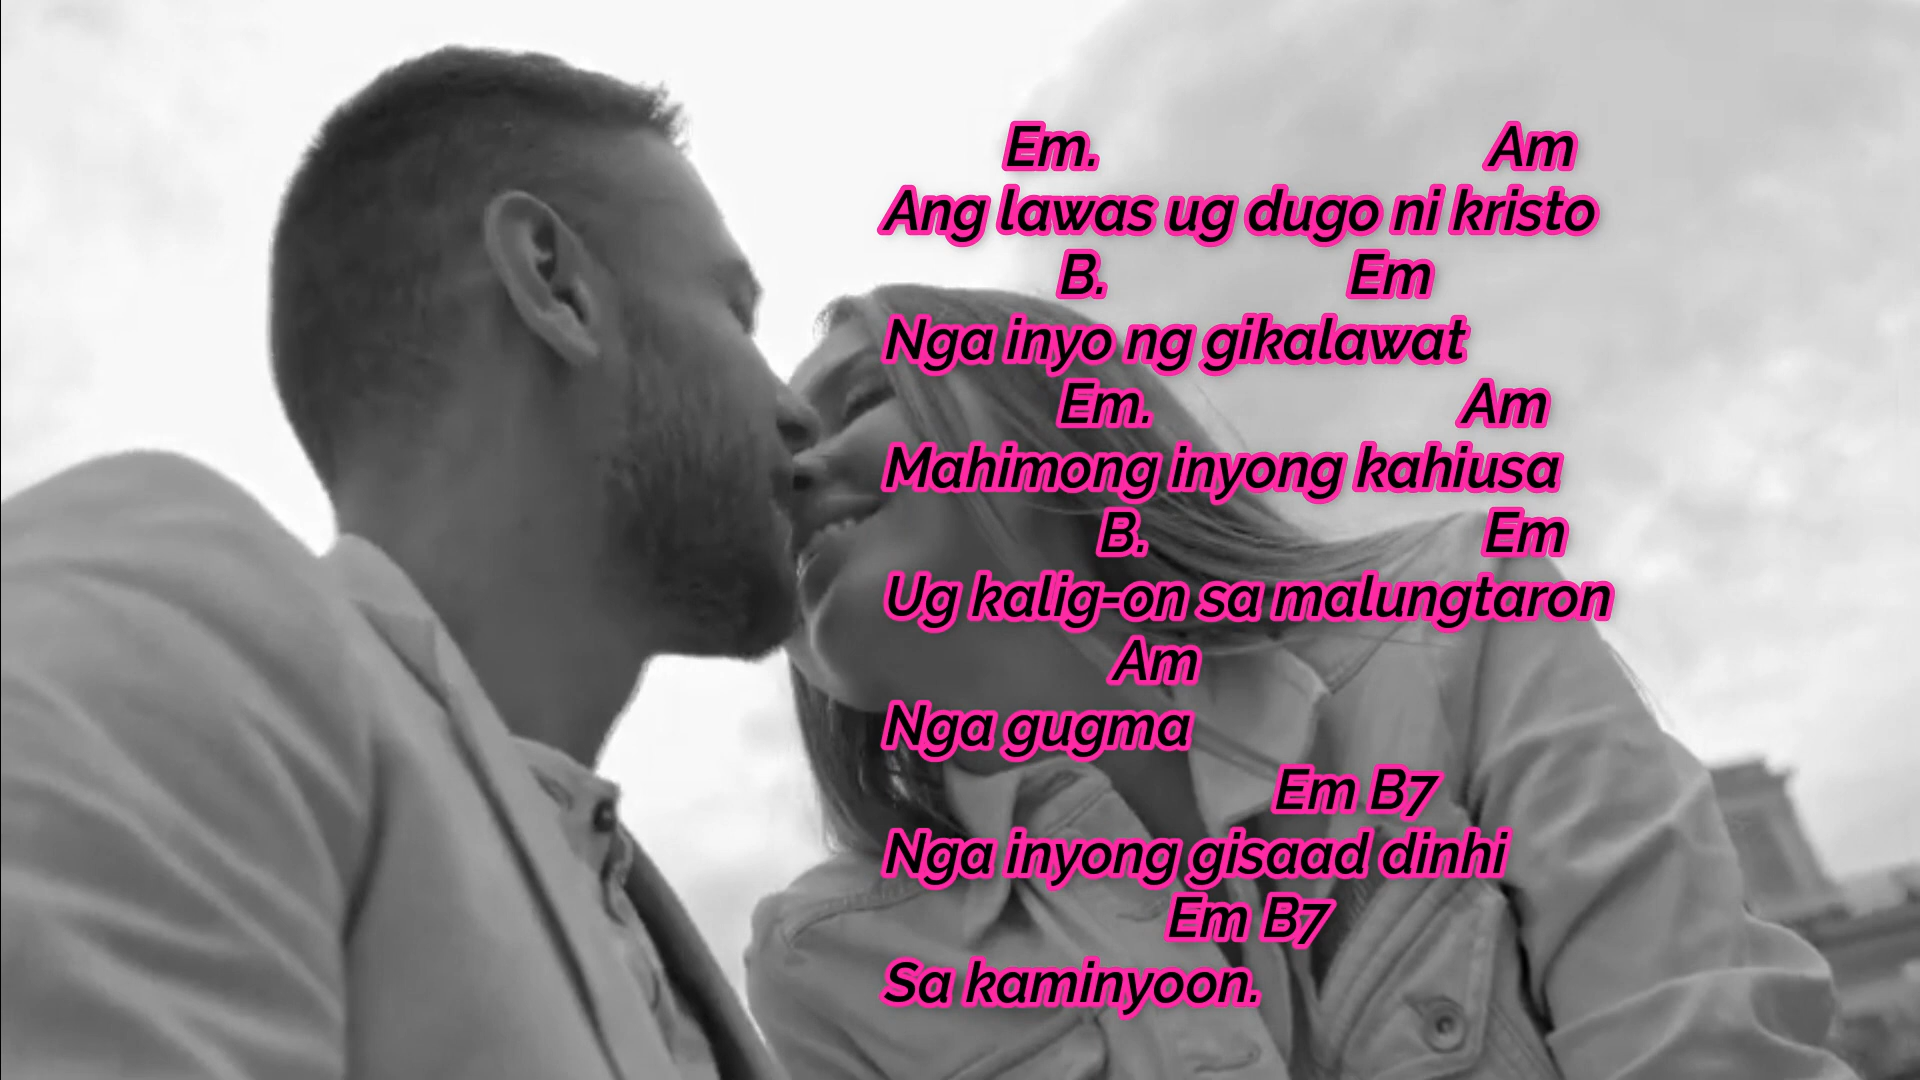 Em. Am
Ang lawas ug dugo ni kristo
B. Em
Nga inyo ng gikalawat
Em. Am
Mahimong inyong kahiusa
B. Em
Ug kalig-on sa malungtaron
Am
Nga gugma
Em B7
Nga inyong gisaad dinhi
Em B7
Sa kaminyoon.